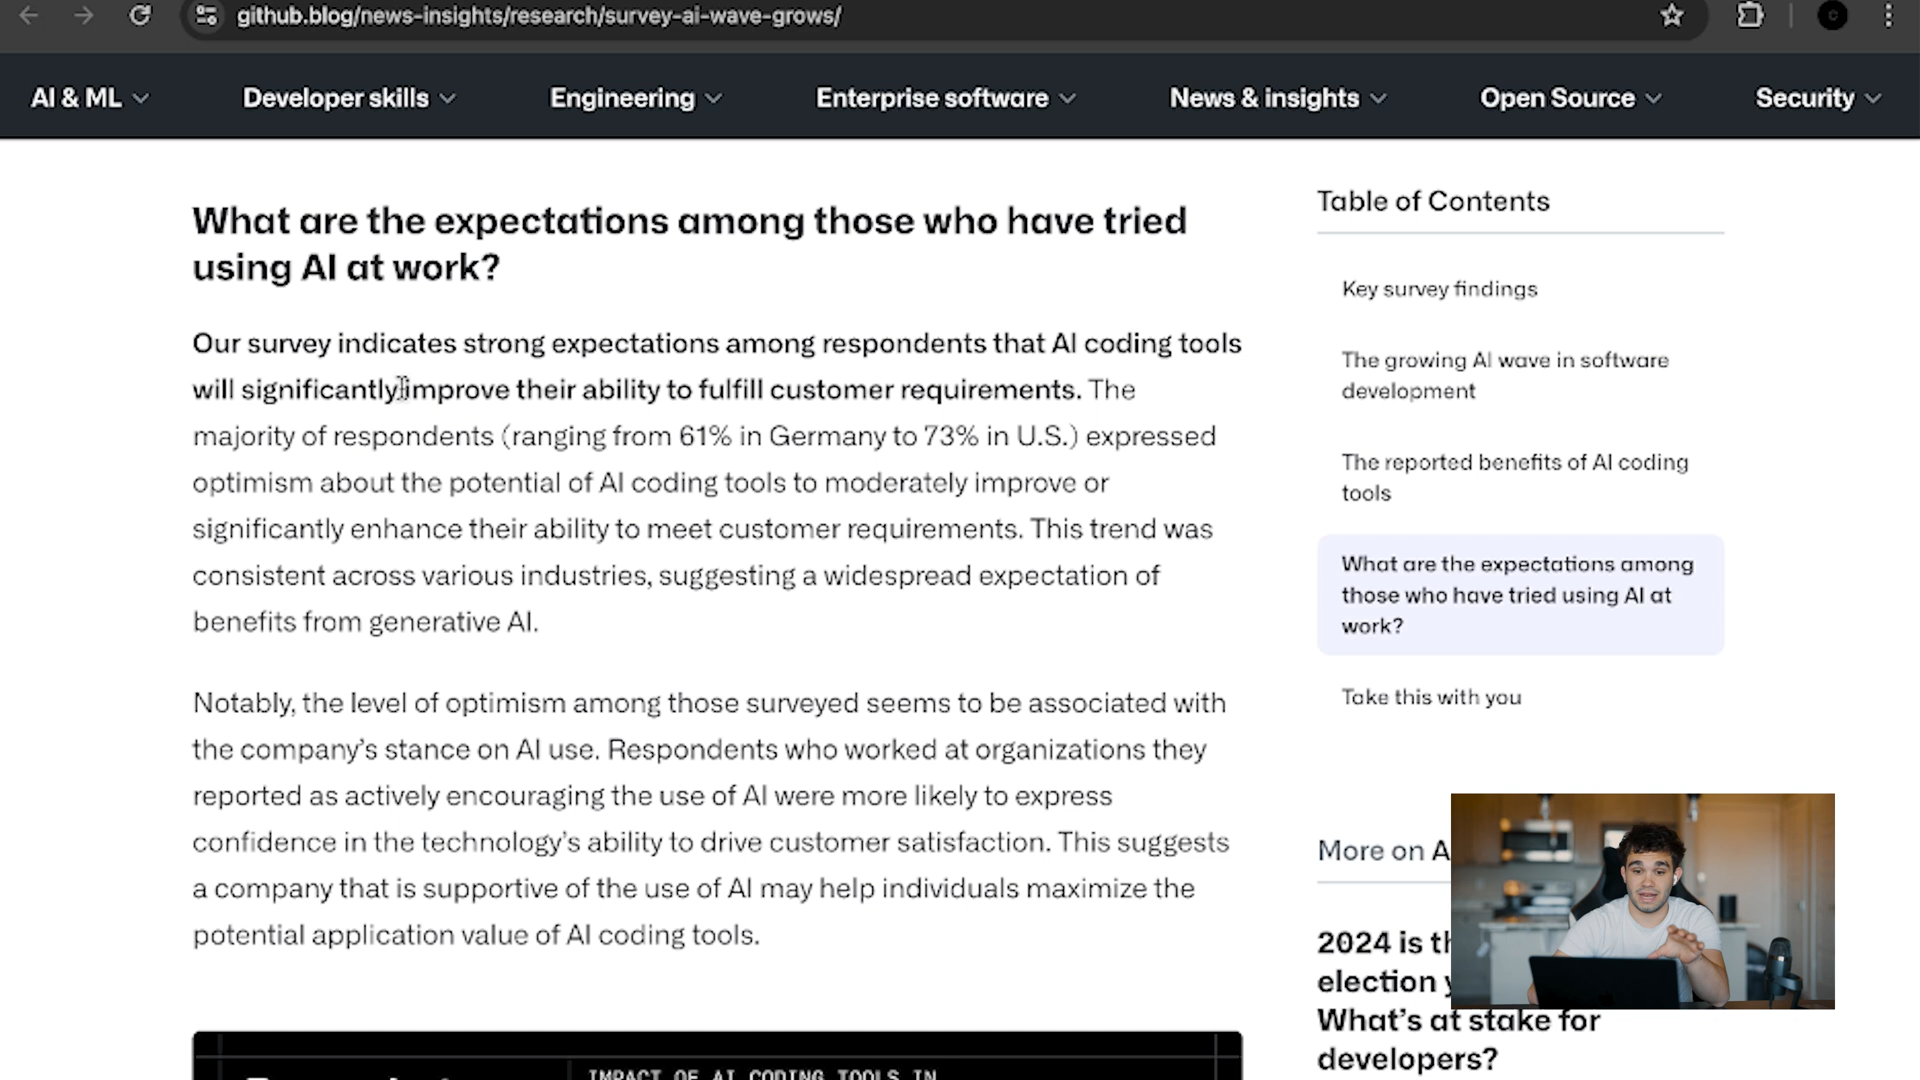 github.blog/news-insights/research/survey-ai-wave-grows/
AI & ML
Developer skills
Engineering
Enterprise software
News & insights
Open Source
Security
What are the expectations among those who have tried
using AI at work?
Our survey indicates strong expectations among respondents that AI coding tools
will significantly improve their ability to fulfill customer requirements. The
majority of respondents (ranging from 61% in Germany to 73% in U.S.) expressed
optimism about the potential of AI coding tools to moderately improve or
significantly enhance their ability to meet customer requirements. This trend was
consistent across various industries, suggesting a widespread expectation of
benefits from generative AI.
Notably, the level of optimism among those surveyed seems to be associated with
the company’s stance on AI use. Respondents who worked at organizations they
reported as actively encouraging the use of AI were more likely to express
confidence in the technology’s ability to drive customer satisfaction. This suggests
a company that is supportive of the use of AI may help individuals maximize the
potential application value of AI coding tools.
IMPACT OF AI CODING TOOLS IN
Table of Contents
Key survey findings
The growing AI wave in software
development
The reported benefits of AI coding
tools
What are the expectations among
those who have tried using AI at
work?
Take this with you
More on
2024 is
election
What’s at stake for
developers?